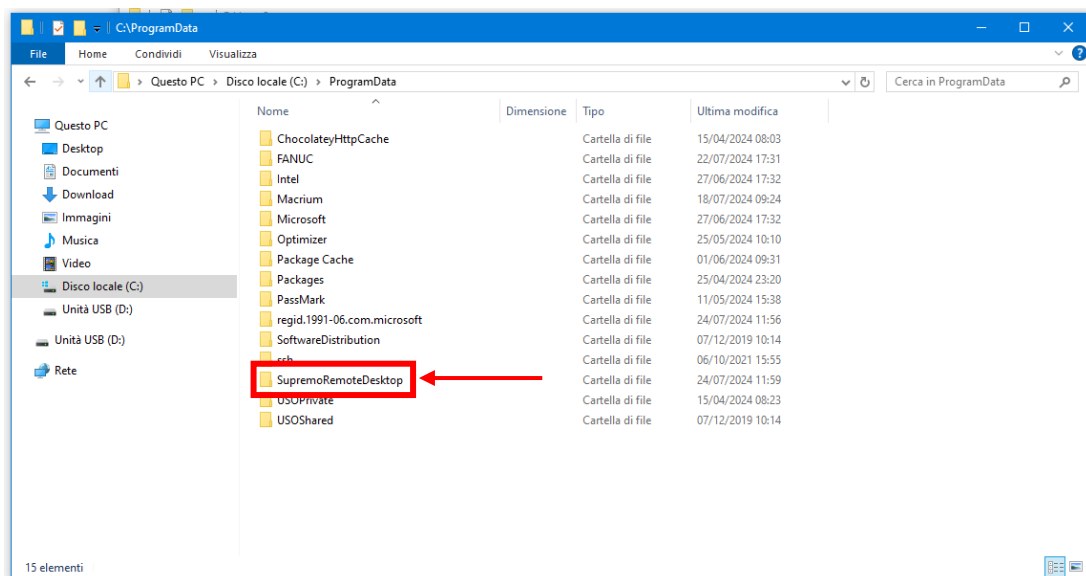 C:\ProgramData
File Home Condividi Visualizza
Questo PC Disco locale (C:) ProgramData
Cerca in ProgramData
Questo PC
Desktop
Documenti
Download
Immagini
Musica
Video
Disco locale (C:)
Unità USB (D:)
Unità USB (D:)
Rete
Nome Dimensione Tipo Ultima modifica
ChocolateyHttpCache Cartella di file 15/04/2024 08:03
FANUC Cartella di file 22/07/2024 17:31
Intel Cartella di file 27/06/2024 17:32
Macrium Cartella di file 18/07/2024 09:24
Microsoft Cartella di file 27/06/2024 17:32
Optimizer Cartella di file 25/05/2024 10:10
Package Cache Cartella di file 01/06/2024 09:31
Packages Cartella di file 25/04/2024 23:20
PassMark Cartella di file 11/05/2024 15:38
regid.1991-06.com.microsoft Cartella di file 24/07/2024 11:56
SoftwareDistribution Cartella di file 07/12/2019 10:14
ssh Cartella di file 06/10/2021 15:55
SupremoRemoteDesktop Cartella di file 24/07/2024 11:59
USOPrivate Cartella di file 15/04/2024 08:23
USOShared Cartella di file 07/12/2019 10:14
15 elementi